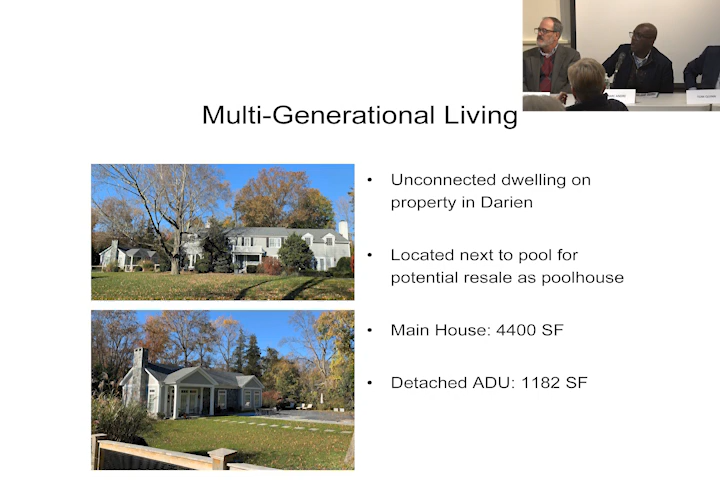 Multi-Generational Living
• Unconnected dwelling on
property in Darien
• Located next to pool for
potential resale as poolhouse
• Main House: 4400 SF
• Detached ADU: 1182 SF